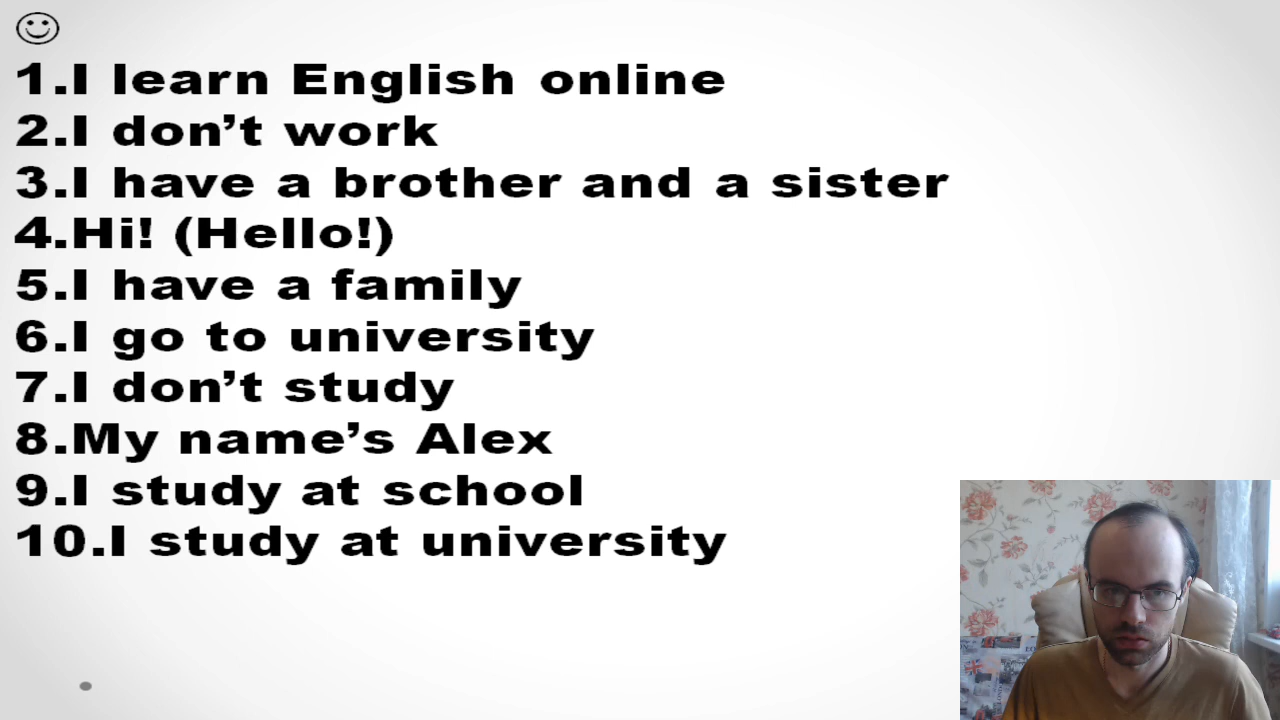 1.I learn English online
2.I don’t work
3.I have a brother and a sister
4.Hi! (Hello!)
5.I have a family
6.I go to university
7.I don’t study
8.My name’s Alex
9.I study at school
10.I study at university